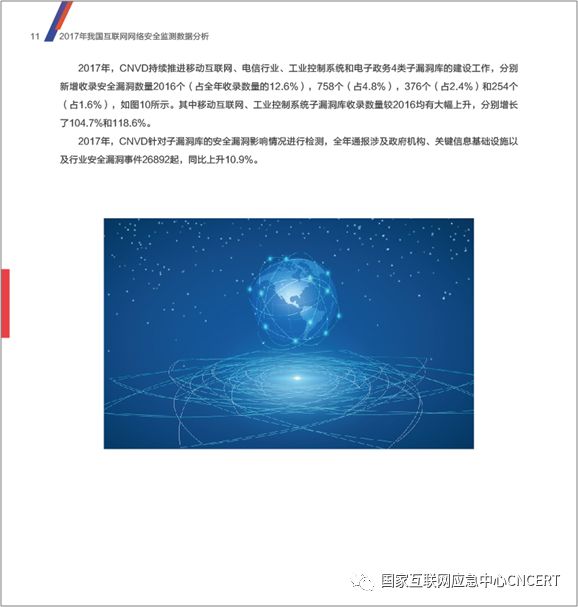 11 2017年我国互联网网络安全监测数据分析
2017年，CNVD持续推进移动互联网、电信行业、工业控制系统和电子政务4类子漏洞库的建设工作，分别
新增收录安全漏洞数量2016个（占全年收录数量的12.6%），758个（占4.8%），376个（占2.4%）和254个
（占1.6%），如图10所示。其中移动互联网、工业控制系统子漏洞库收录数量较2016均有大幅上升，分别增长
了104.7%和118.6%。
2017年，CNVD针对子漏洞库的安全漏洞影响情况进行检测，全年通报涉及政府机构、关键信息基础设施以
及行业安全漏洞事件26892起，同比上升10.9%。
国家互联网应急中心CNCERT